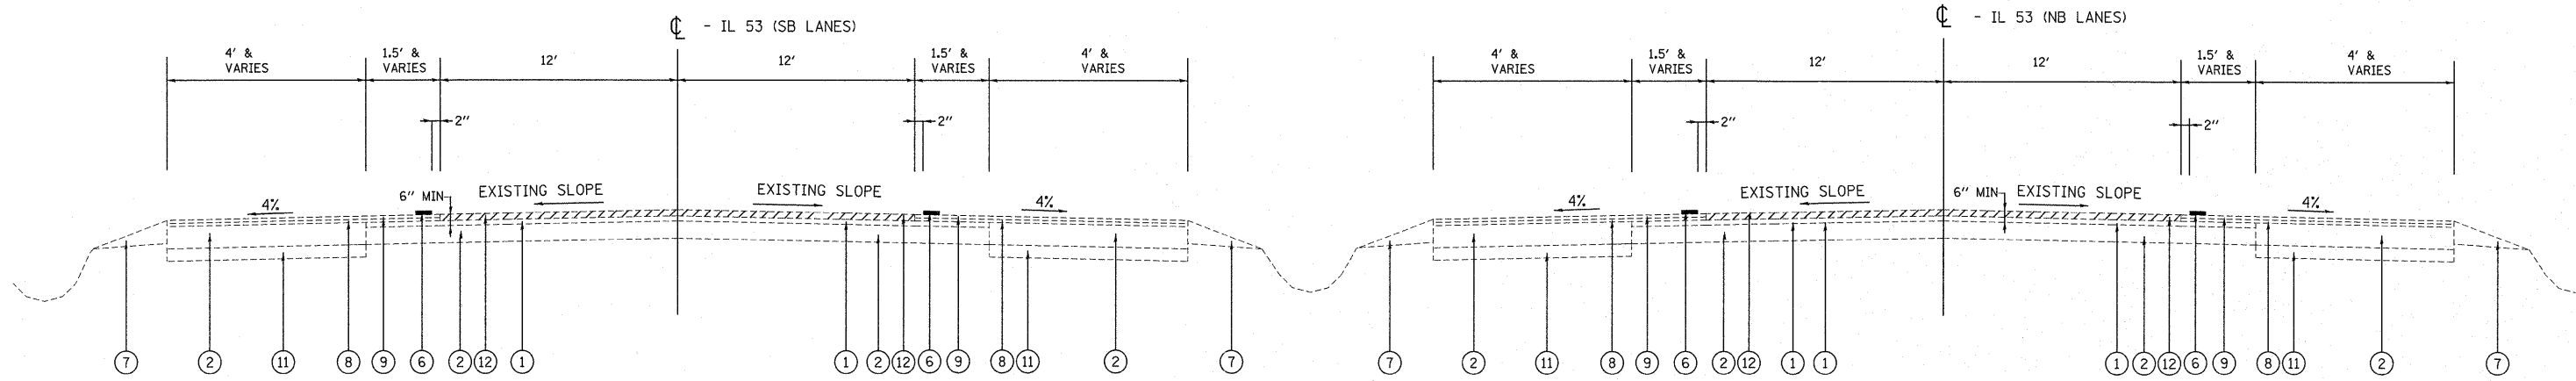 ℄ - IL 53 (SB LANES)
℄ - IL 53 (NB LANES)
4' &
VARIES
1.5' &
VARIES
12'
12'
1.5' &
VARIES
4' &
VARIES
4' &
VARIES
1.5' &
VARIES
12'
12'
1.5' &
VARIES
4' &
VARIES
2"
2"
2"
2"
4%
6" MIN
EXISTING SLOPE
EXISTING SLOPE
4%
4%
EXISTING SLOPE
6" MIN
EXISTING SLOPE
4%
7 2 11 8 9 6 2 12 1 1 2 12 6 9 8 11 2 7
7 2 11 8 9 6 2 12 1 1 1 2 12 6 9 8 11 2 7